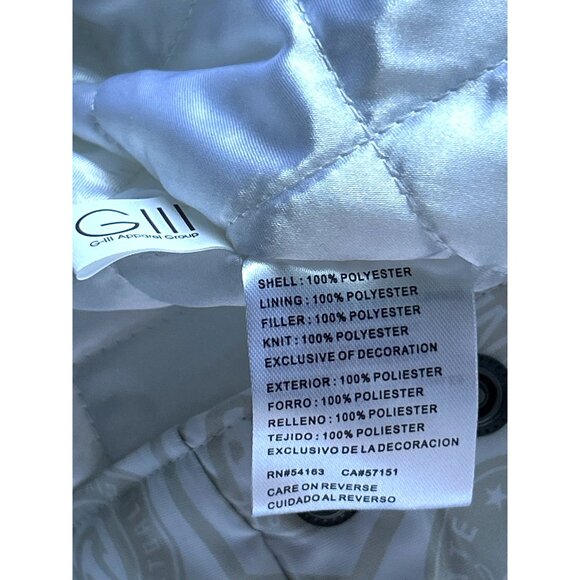 GIII
G-III Apparel Group
SHELL : 100% POLYESTER
LINING : 100% POLYESTER
FILLER : 100% POLYESTER
KNIT : 100% POLYESTER
EXCLUSIVE OF DECORATION
EXTERIOR : 100% POLIESTER
FORRO : 100% POLIESTER
RELLENO : 100% POLIESTER
TEJIDO : 100% POLIESTER
EXCLUSIVO DE LA DECORACION
RN#54163 CA#57151
CARE ON REVERSE
CUIDADO AL REVERSO